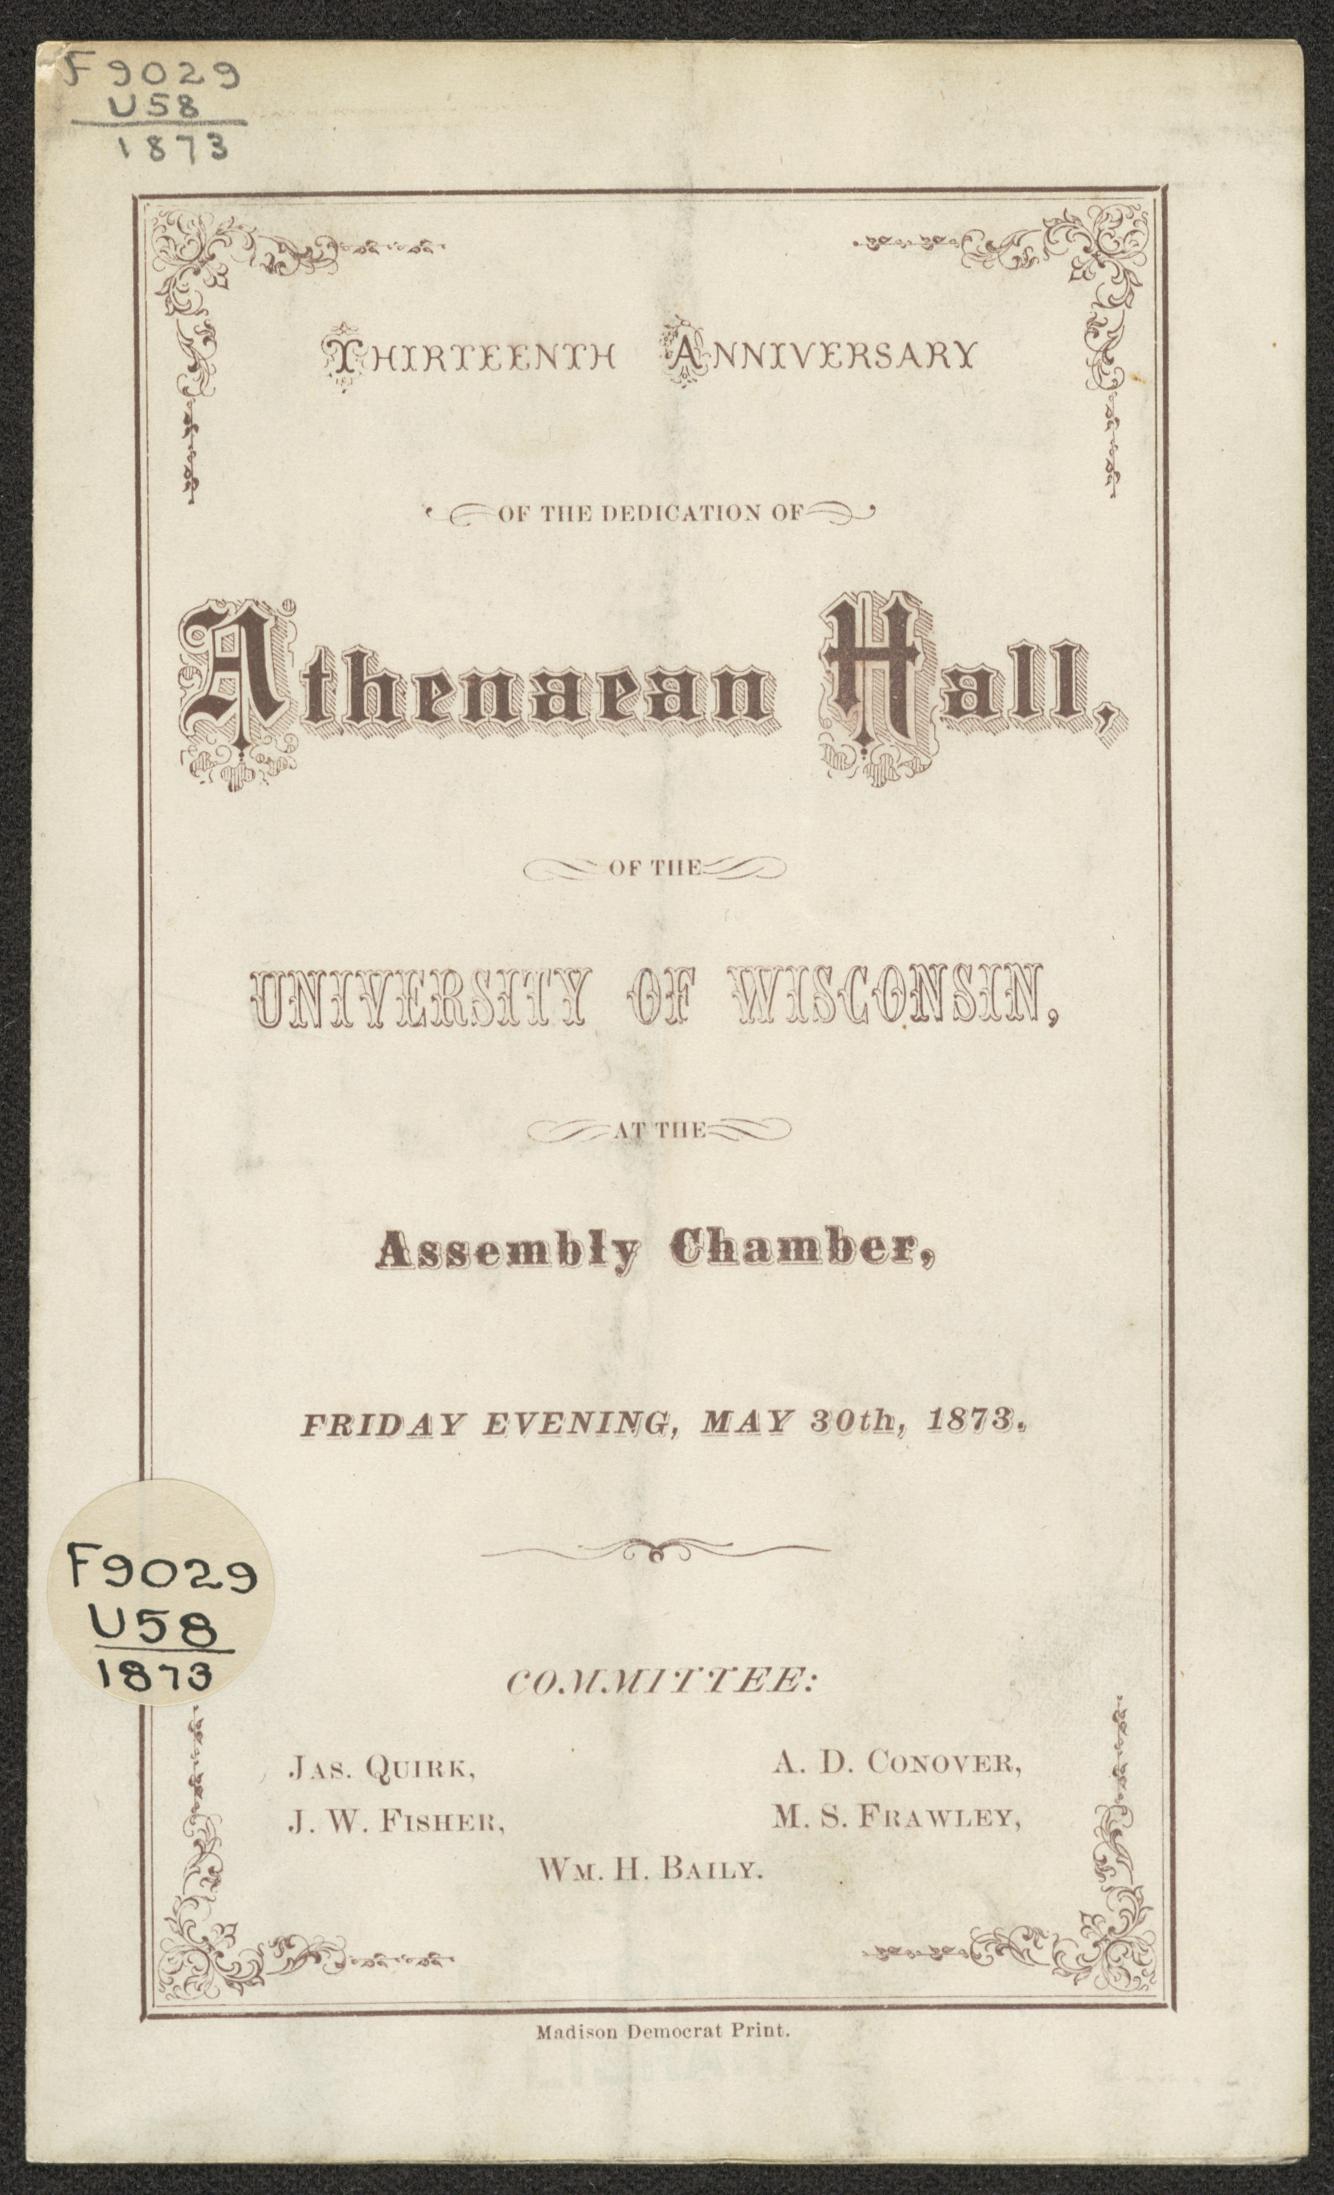 F9029
U58
1873
THIRTEENTH ANNIVERSARY
OF THE DEDICATION OF
Athenaean Hall,
OF THE
UNIVERSITY OF WISCONSIN,
AT THE
Assembly Chamber,
FRIDAY EVENING, MAY 30th, 1873.
F9029
U58
1873
COMMITTEE:
JAS. QUIRK, A. D. CONOVER,
J. W. FISHER, M. S. FRAWLEY,
WM. H. BAILY.
Madison Democrat Print.